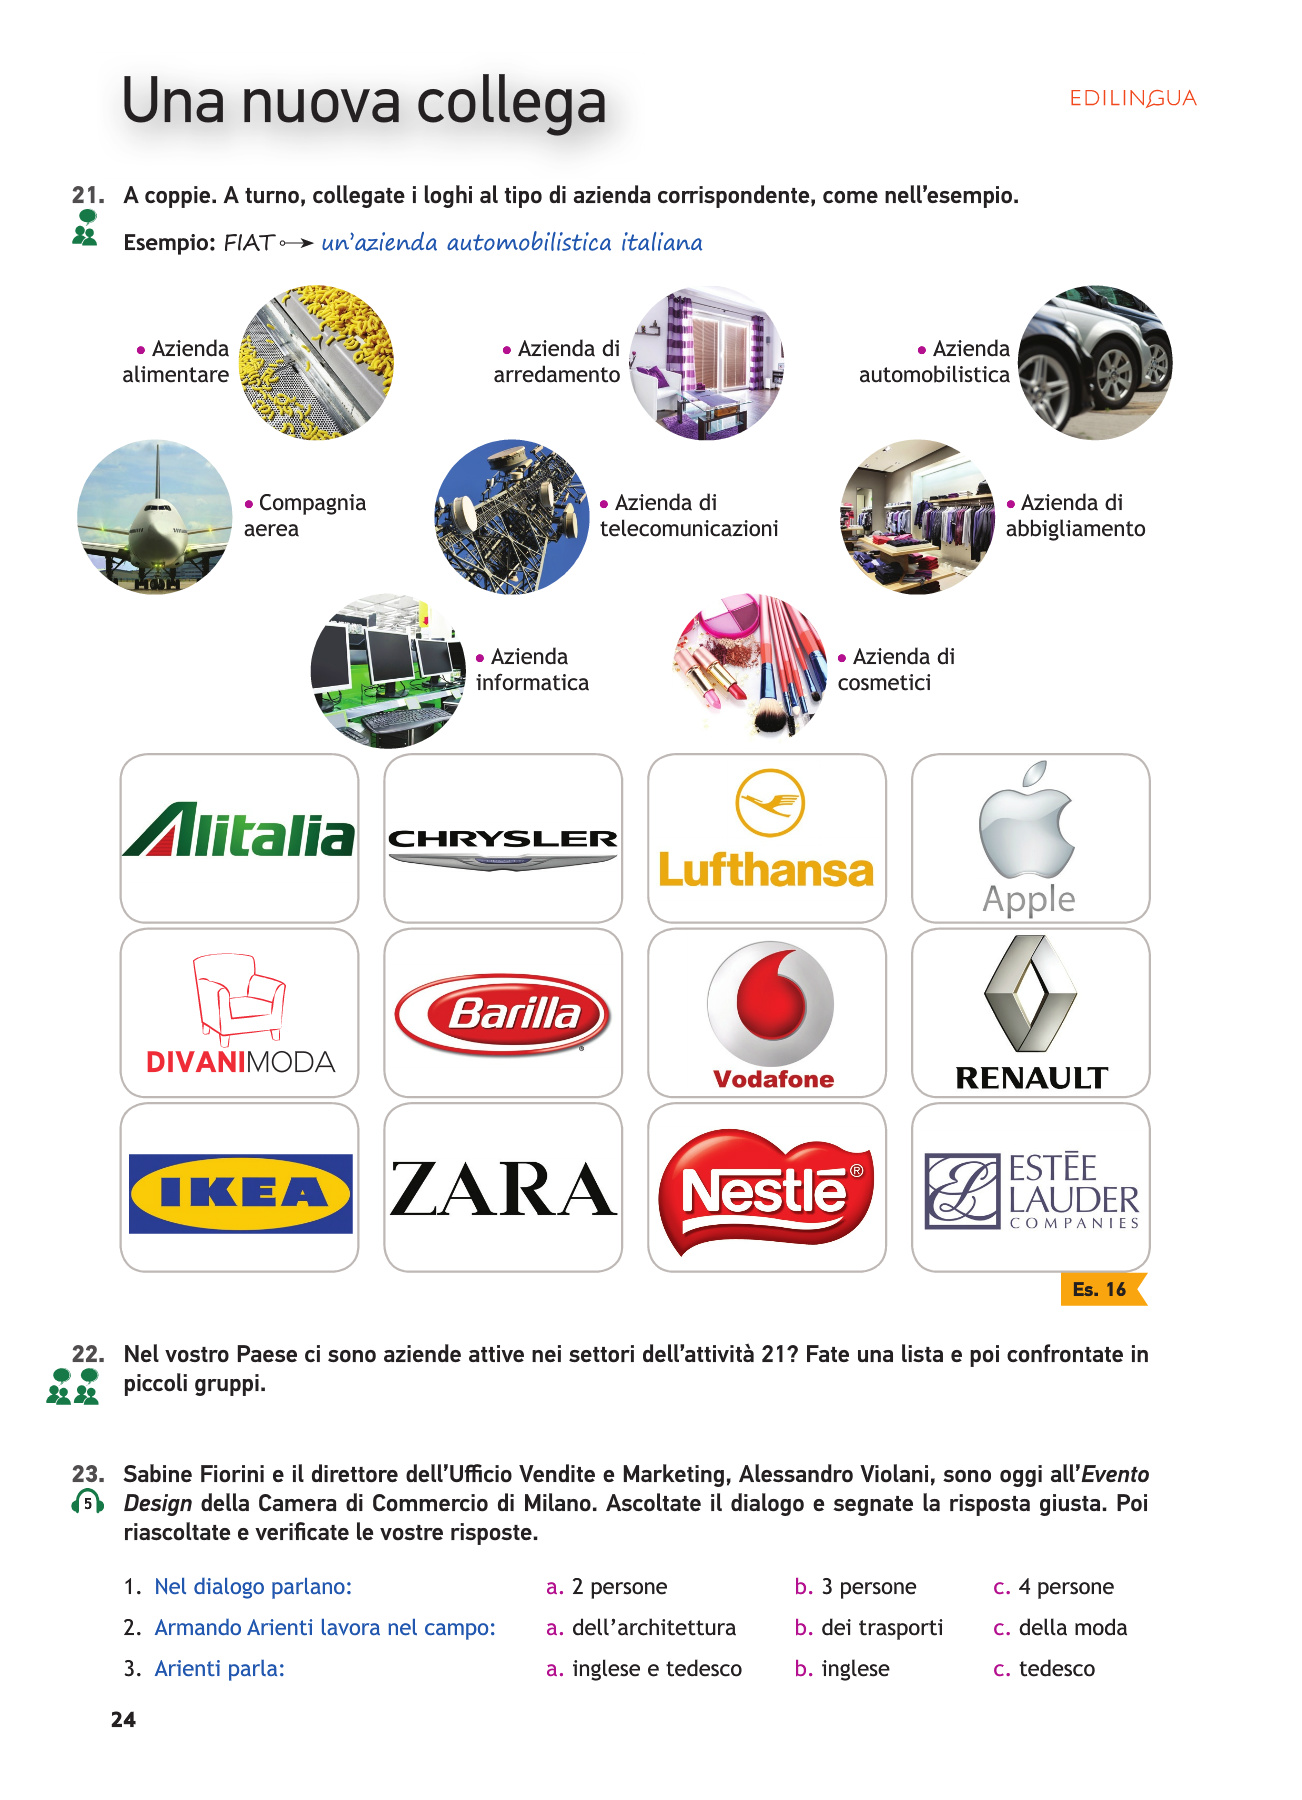 Una nuova collega
EDILINGUA
21. A coppie. A turno, collegate i loghi al tipo di azienda corrispondente, come nell'esempio.
Esempio: FIAT un'azienda automobilistica italiana
• Azienda
alimentare
• Azienda di
arredamento
• Azienda
automobilistica
• Compagnia
aerea
• Azienda di
telecomunicazioni
• Azienda di
abbigliamento
• Azienda
informatica
• Azienda di
cosmetici
Alitalia
CHRYSLER
Lufthansa
Apple
DIVANIMODA
Barilla
Vodafone
RENAULT
IKEA
ZARA
Nestlé ®
ESTĒE
LAUDER
COMPANIES
Es. 16
22. Nel vostro Paese ci sono aziende attive nei settori dell'attività 21? Fate una lista e poi confrontate in
piccoli gruppi.
23. Sabine Fiorini e il direttore dell'Ufficio Vendite e Marketing, Alessandro Violani, sono oggi all'Evento
5 Design della Camera di Commercio di Milano. Ascoltate il dialogo e segnate la risposta giusta. Poi
riascoltate e verificate le vostre risposte.
1. Nel dialogo parlano: a. 2 persone b. 3 persone c. 4 persone
2. Armando Arienti lavora nel campo: a. dell'architettura b. dei trasporti c. della moda
3. Arienti parla: a. inglese e tedesco b. inglese c. tedesco
24